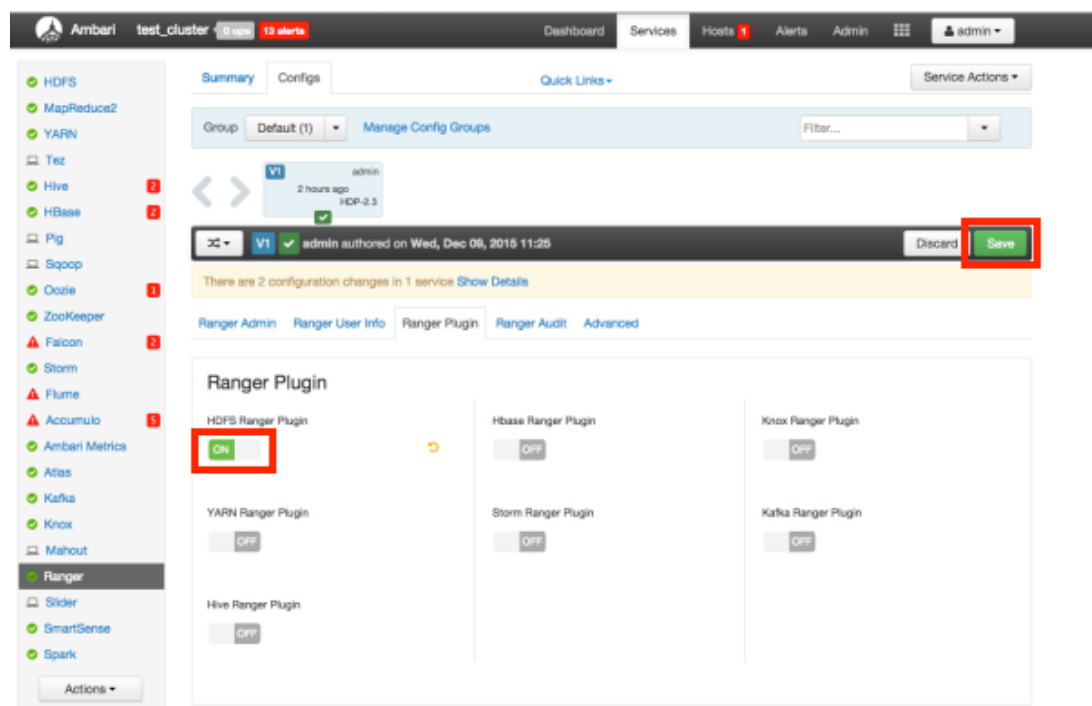 Ambari test_cluster 0 ops 13 alerts Dashboard Services Hosts 1 Alerts Admin admin
HDFS
MapReduce2
YARN
Tez
Hive 2
HBase 2
Pig
Sqoop
Oozie 1
ZooKeeper
Falcon 2
Storm
Flume
Accumulo 5
Ambari Metrics
Atlas
Kafka
Knox
Mahout
Ranger
Slider
SmartSense
Spark
Actions
Summary Configs Quick Links Service Actions
Group Default (1) Manage Config Groups Filter...
V1 admin
2 hours ago
HDP-2.3
V1 admin authored on Wed, Dec 09, 2015 11:25 Discard Save
There are 2 configuration changes in 1 service Show Details
Ranger Admin Ranger User Info Ranger Plugin Ranger Audit Advanced
Ranger Plugin
HDFS Ranger Plugin Hbase Ranger Plugin Knox Ranger Plugin
ON OFF OFF
YARN Ranger Plugin Storm Ranger Plugin Kafka Ranger Plugin
OFF OFF OFF
Hive Ranger Plugin
OFF